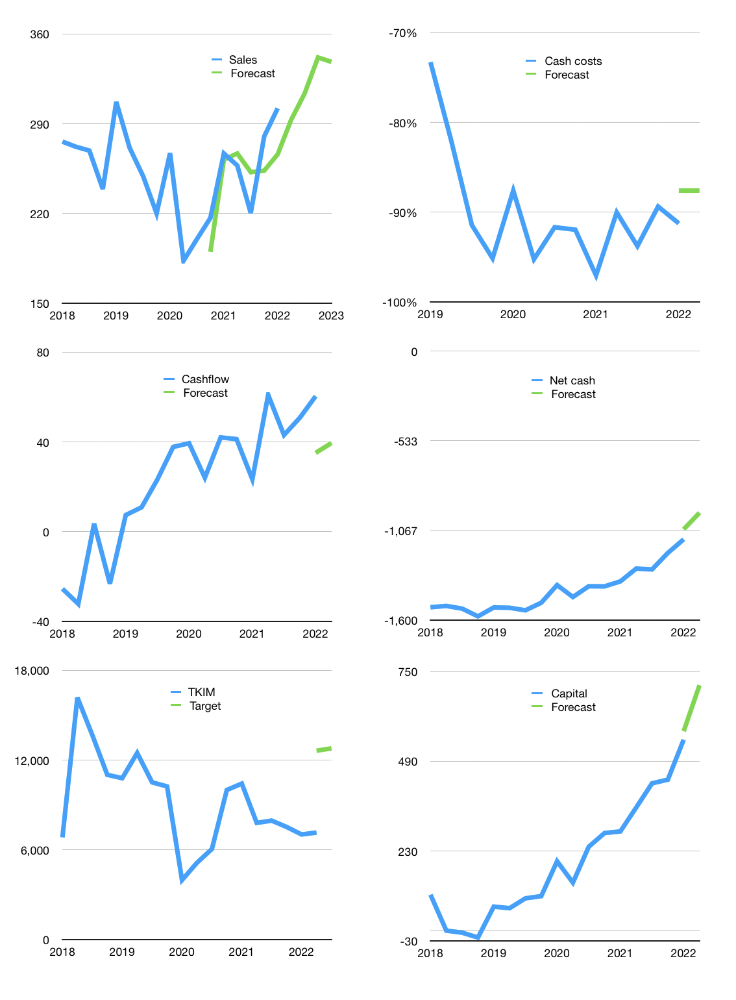 360
290
220
150
2018 2019 2020 2021 2022 2023
Sales
Forecast
-70%
-80%
-90%
-100%
2019 2020 2021 2022
Cash costs
Forecast
80
40
0
-40
2018 2019 2020 2021 2022
Cashflow
Forecast
0
-533
-1,067
-1,600
2018 2019 2020 2021 2022
Net cash
Forecast
18,000
12,000
6,000
0
2018 2019 2020 2021 2022
TKIM
Target
750
490
230
-30
2018 2019 2020 2021 2022
Capital
Forecast